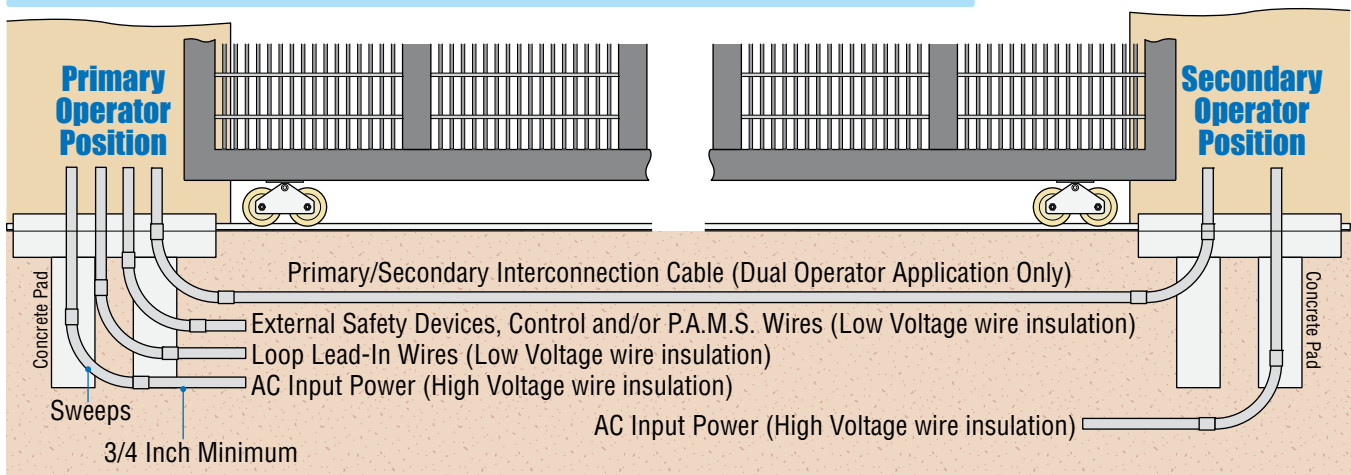 Primary
Operator
Position
Secondary
Operator
Position
Primary/Secondary Interconnection Cable (Dual Operator Application Only)
External Safety Devices, Control and/or P.A.M.S. Wires (Low Voltage wire insulation)
Loop Lead-In Wires (Low Voltage wire insulation)
AC Input Power (High Voltage wire insulation)
Concrete Pad
Sweeps
3/4 Inch Minimum
AC Input Power (High Voltage wire insulation)
Concrete Pad